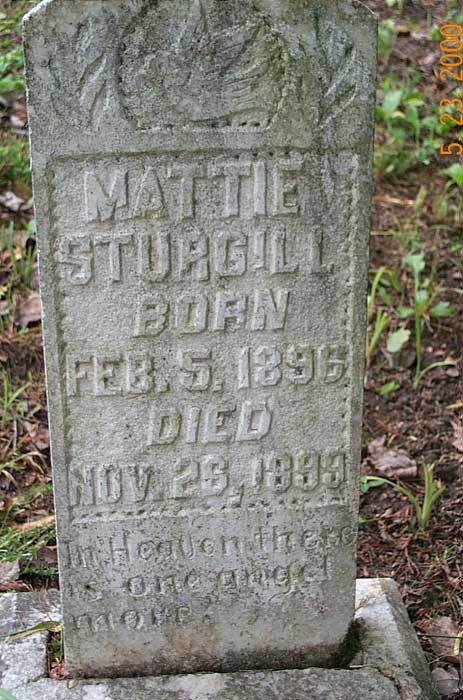 MATTIE
STURGILL
BORN
FEB. 5, 1896
DIED
NOV. 26, 1899
In Heaven there
is one angel
more.
5 23 2000